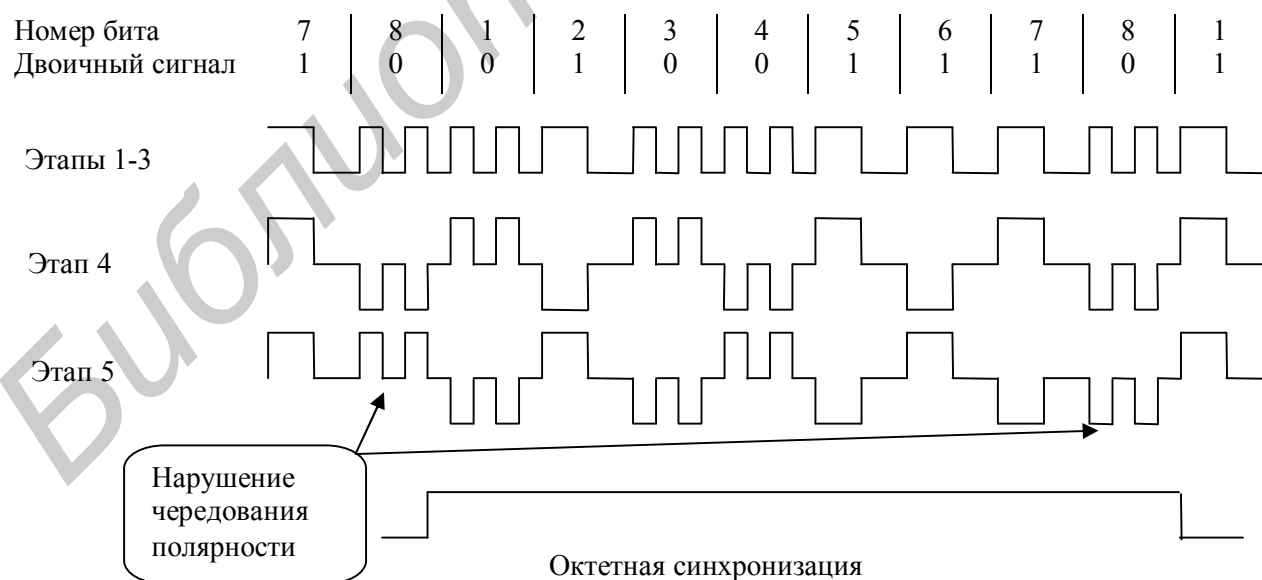 Номер бита 7 8 1 2 3 4 5 6 7 8 1
Двоичный сигнал 1 0 0 1 0 0 1 1 1 0 1
Этапы 1-3
Этап 4
Этап 5
Нарушение
чередования
полярности
Октетная синхронизация